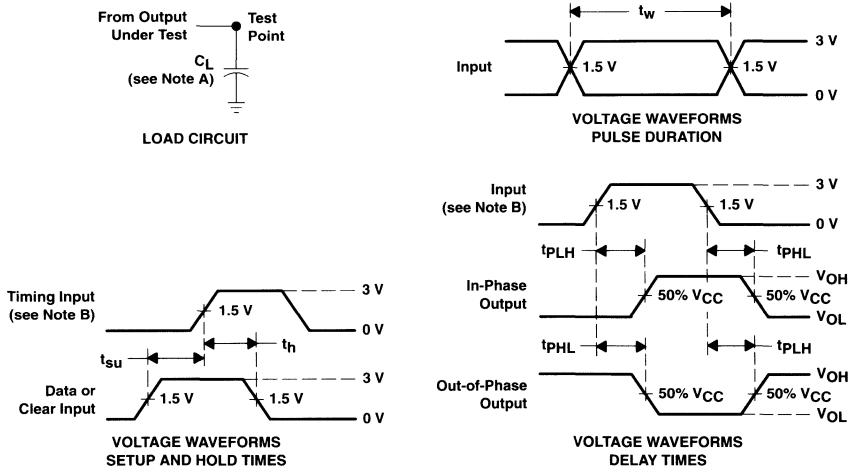 From Output
Under Test
Test
Point
CL
(see Note A)
LOAD CIRCUIT
tw
Input
3 V
1.5 V
1.5 V
0 V
VOLTAGE WAVEFORMS
PULSE DURATION
Timing Input
(see Note B)
3 V
1.5 V
0 V
tsu
th
Data or
Clear Input
3 V
1.5 V
1.5 V
0 V
VOLTAGE WAVEFORMS
SETUP AND HOLD TIMES
Input
(see Note B)
3 V
1.5 V
1.5 V
0 V
tPLH
tPHL
In-Phase
Output
VOH
50% VCC
50% VCC
VOL
tPHL
tPLH
Out-of-Phase
Output
VOH
50% VCC
50% VCC
VOL
VOLTAGE WAVEFORMS
DELAY TIMES